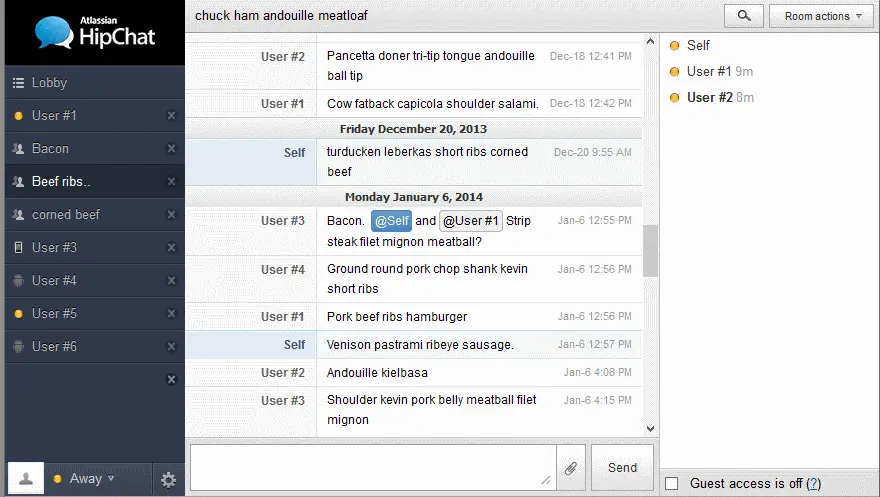 Atlassian
HipChat
Lobby
User #1
Bacon
Beef ribs..
corned beef
User #3
User #4
User #5
User #6
Away
chuck ham andouille meatloaf
Room actions
User #2 Pancetta doner tri-tip tongue andouille Dec-18 12:41 PM
ball tip
User #1 Cow fatback capicola shoulder salami. Dec-18 12:42 PM
Friday December 20, 2013
Self turducken leberkas short ribs corned Dec-20 9:55 AM
beef
Monday January 6, 2014
User #3 Bacon. @Self and @User #1 Strip Jan-6 12:55 PM
steak filet mignon meatball?
User #4 Ground round pork chop shank kevin Jan-6 12:56 PM
short ribs
User #1 Pork beef ribs hamburger Jan-6 12:56 PM
Self Venison pastrami ribeye sausage. Jan-6 12:57 PM
User #2 Andouille kielbasa Jan-6 4:08 PM
User #3 Shoulder kevin pork belly meatball filet Jan-6 4:15 PM
mignon
Send
Self
User #1 9m
User #2 8m
Guest access is off (?)